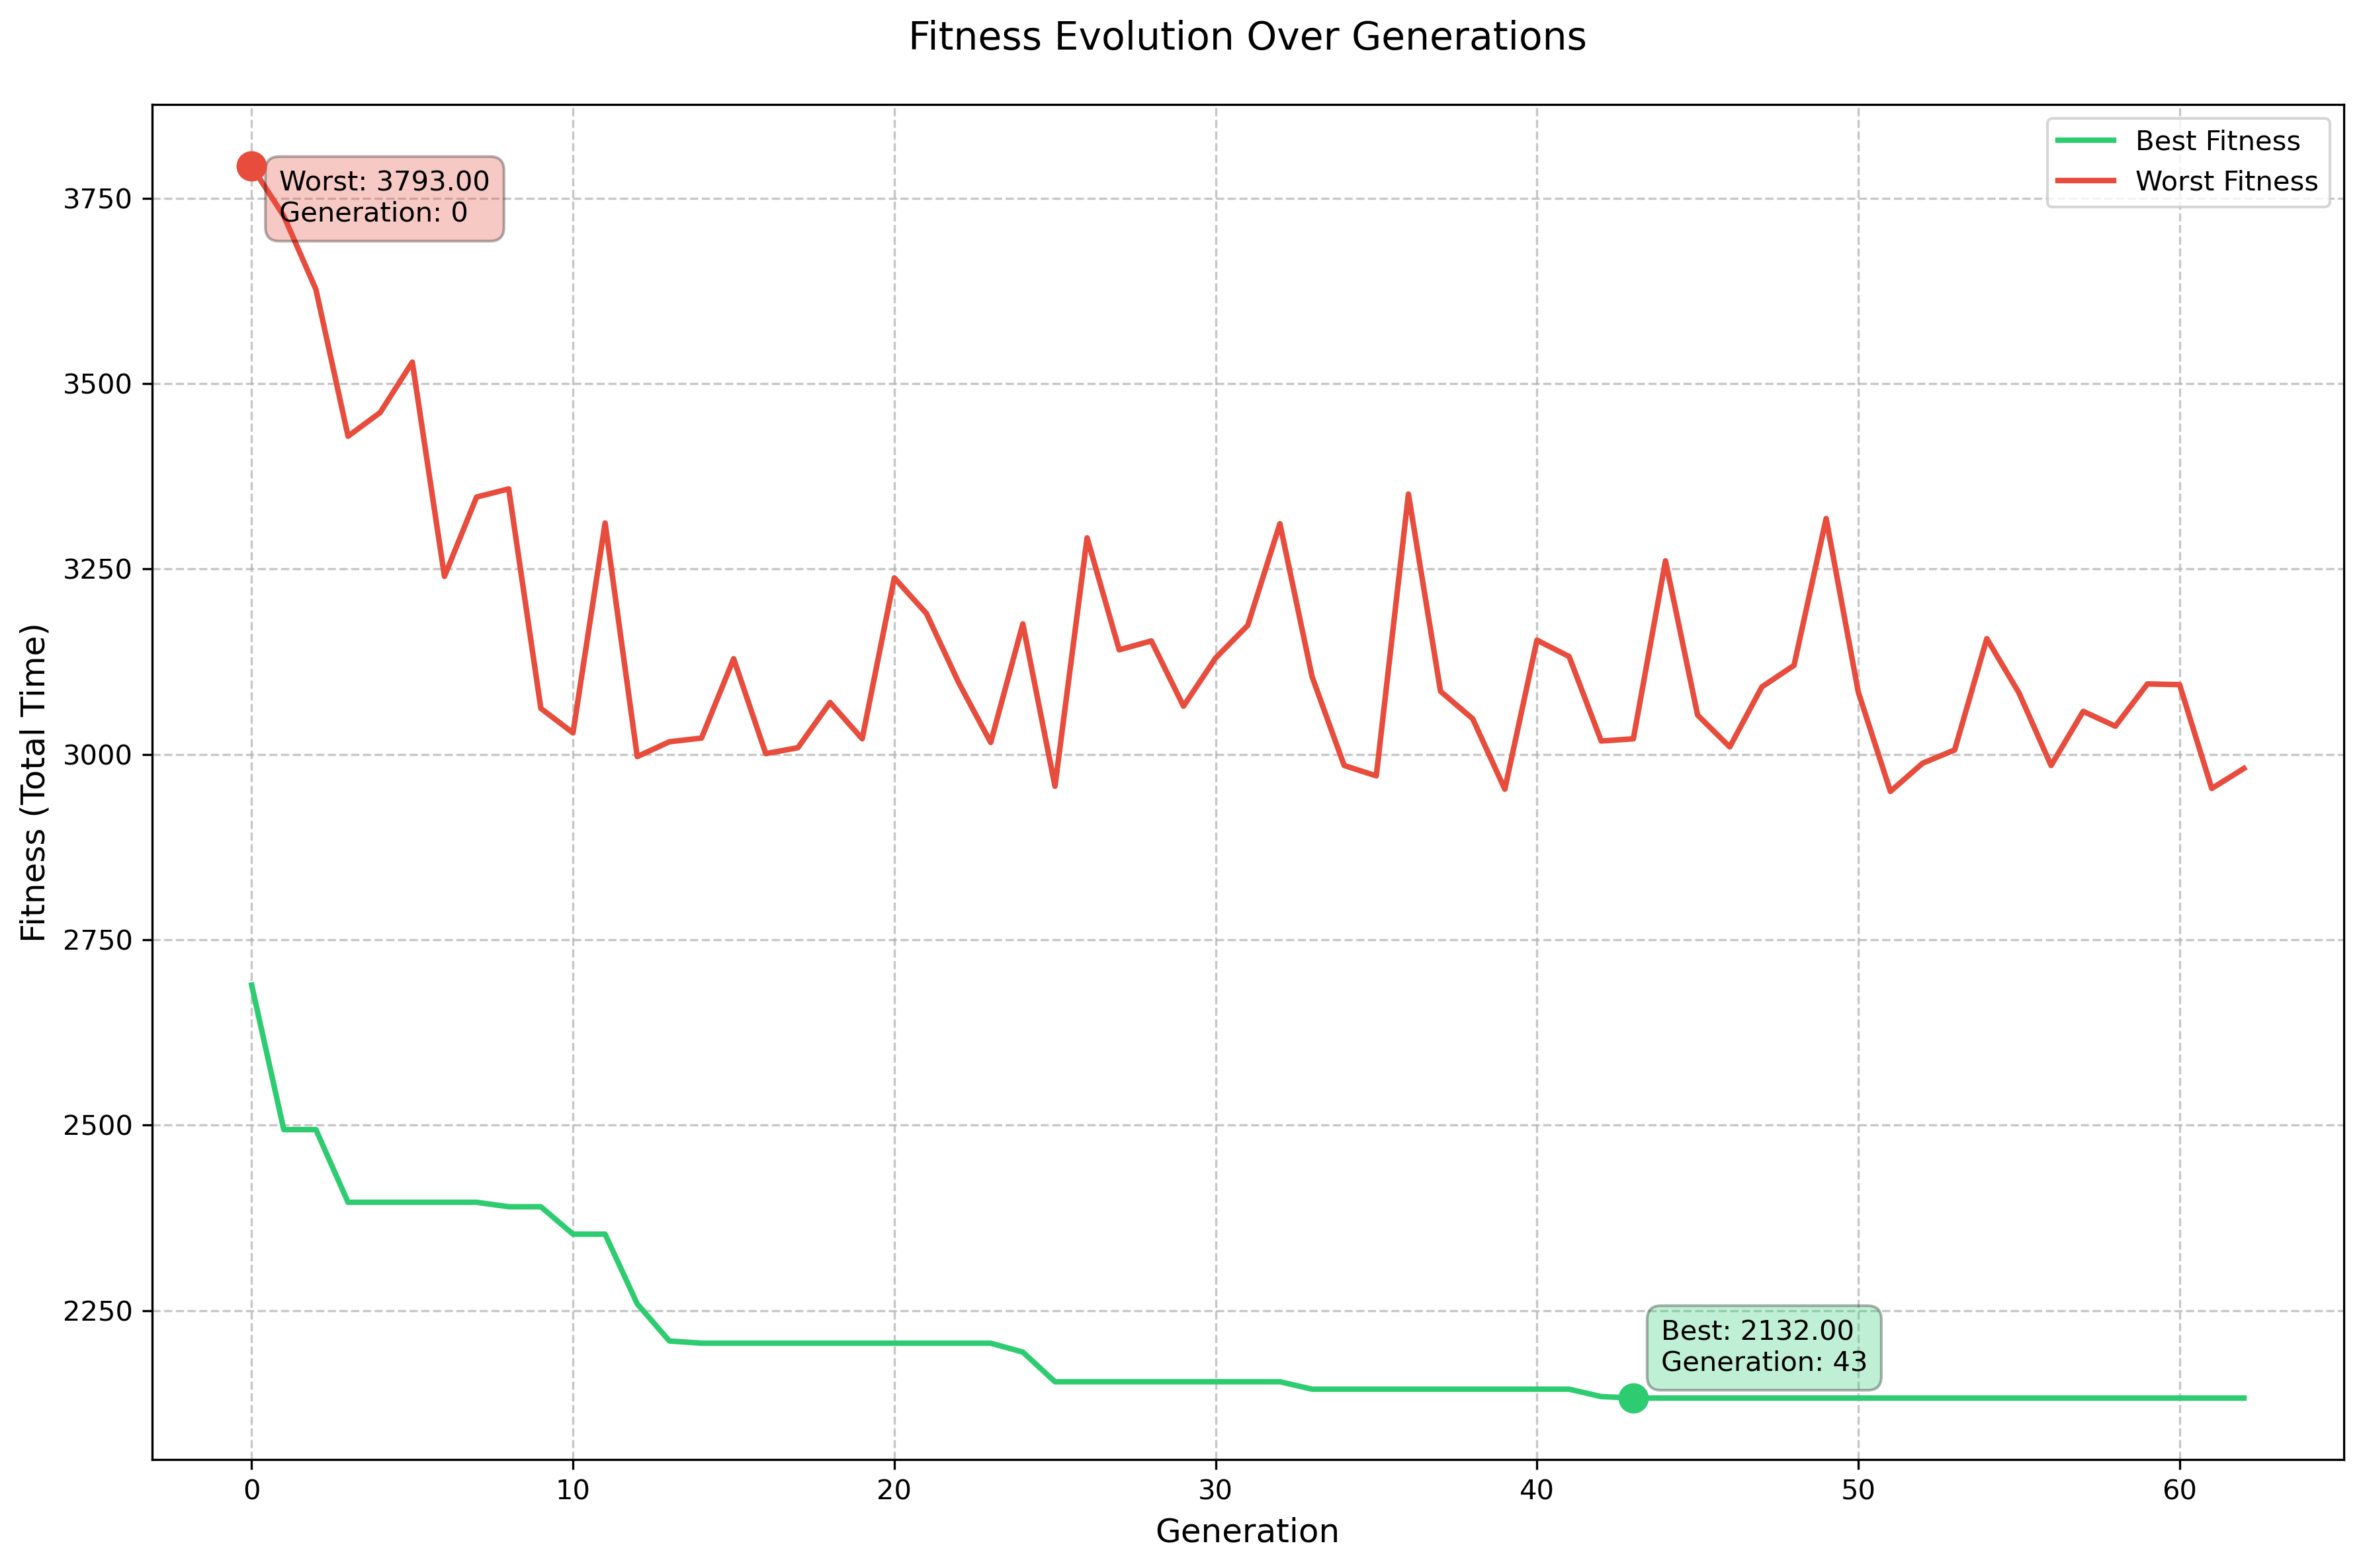 Fitness Evolution Over Generations
Best Fitness
Worst Fitness
Worst: 3793.00
Generation: 0
3750
3500
3250
3000
2750
2500
2250
Fitness (Total Time)
Best: 2132.00
Generation: 43
0 10 20 30 40 50 60
Generation